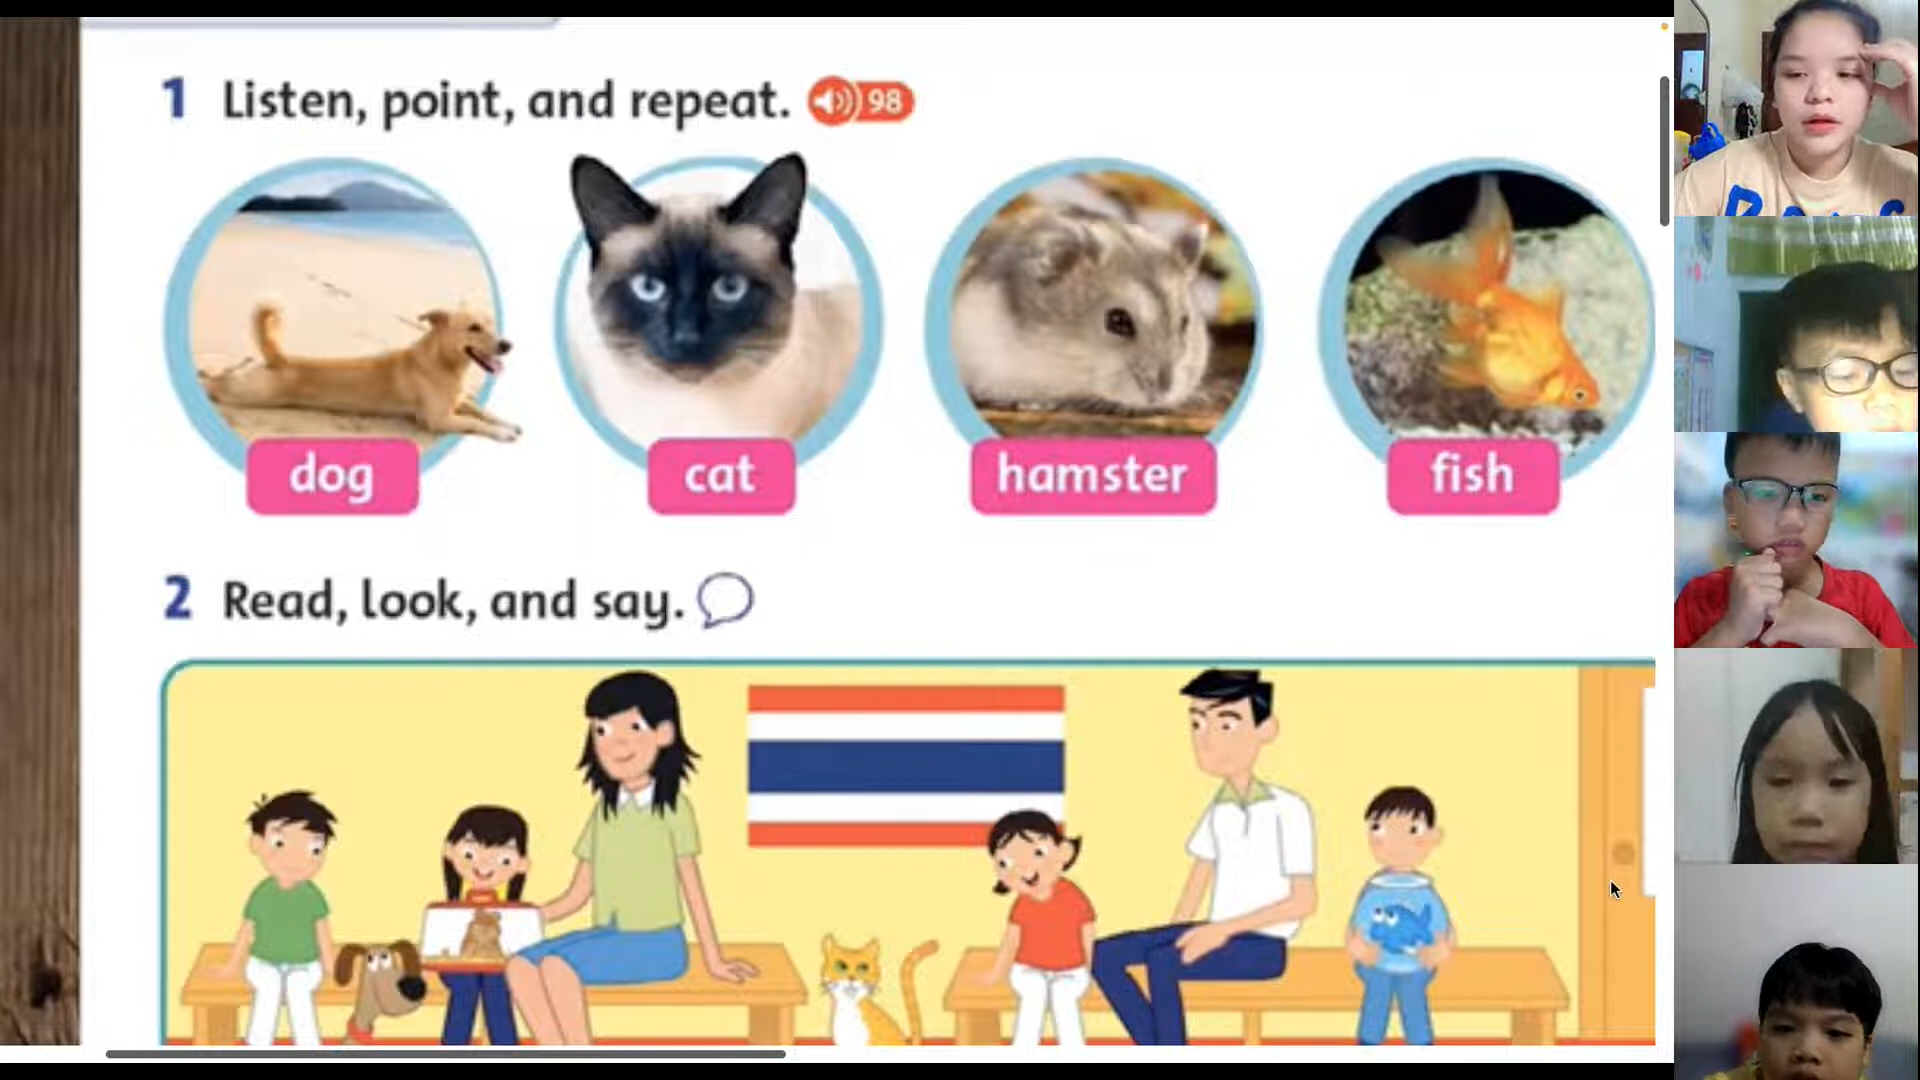 1 Listen, point, and repeat. 98
dog cat hamster fish
2 Read, look, and say.